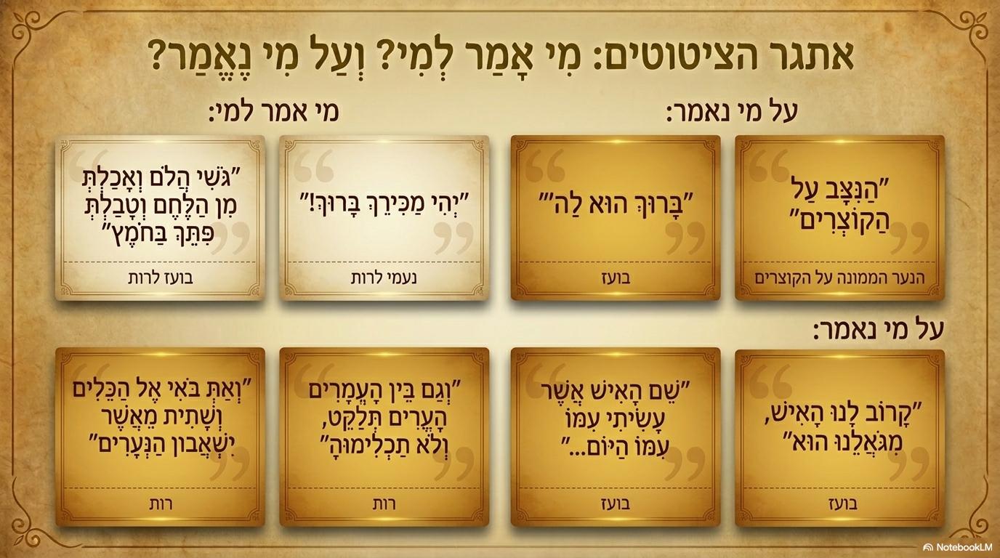 אתגר הציטוטים: מִי אָמַר לְמִי? וְעַל מִי נֶאֱמַר?
על מי נאמר:
"הַנִּצָּב עַל
הַקוֹצְרִים"
הנער הממונה על הקוצרים
"בָּרוּךְ הוּא לַה'"
בועז
מי אמר למי:
"יְהִי מַכִּירֵךְ בָּרוּךְ!"
נעמי לרות
"גֹּשִׁי הֲלֹם וְאָכַלְתְּ
מִן הַלֶּחֶם וְטָבַלְתְּ
פִּתֵּךְ בַּחֹמֶץ"
בועז לרות
על מי נאמר:
"קָרוֹב לָנוּ הָאִישׁ,
מִגֹּאֲלֵנוּ הוּא"
בועז
"שֵׁם הָאִישׁ אֲשֶׁר
עָשִׂיתִי עִמּוֹ
עִמּוֹ הַיּוֹם..."
בועז
"וְגַם בֵּין הָעֳמָרִים
הָעֳרִים תְּלַקֵּט,
וְלֹא תַכְלִימוּהָ"
רות
"וְאַתְּ בֹּאִי אֶל הַכֵּלִים
וְשָׁתִית מֵאֲשֶׁר
יִשְׁאֲבוּן הַנְּעָרִים"
רות
NotebookLM